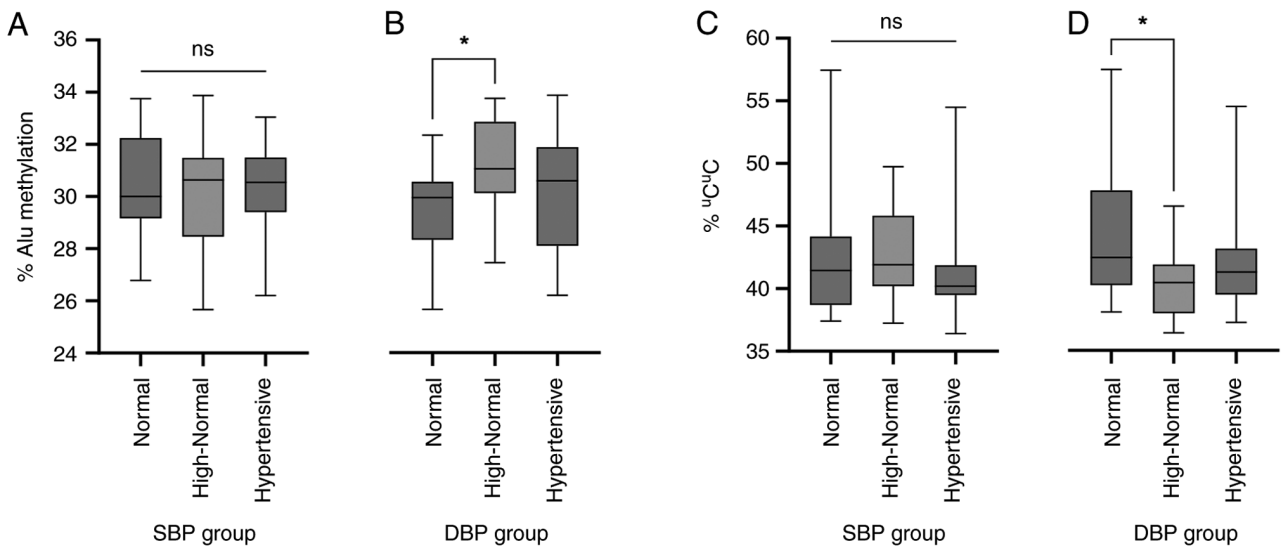 A
B
C
D
ns
*
ns
*
% Alu methylation
36
34
32
30
28
26
24
% ⁿCⁿC
60
55
50
45
40
35
Normal
High-Normal
Hypertensive
Normal
High-Normal
Hypertensive
Normal
High-Normal
Hypertensive
Normal
High-Normal
Hypertensive
SBP group
DBP group
SBP group
DBP group